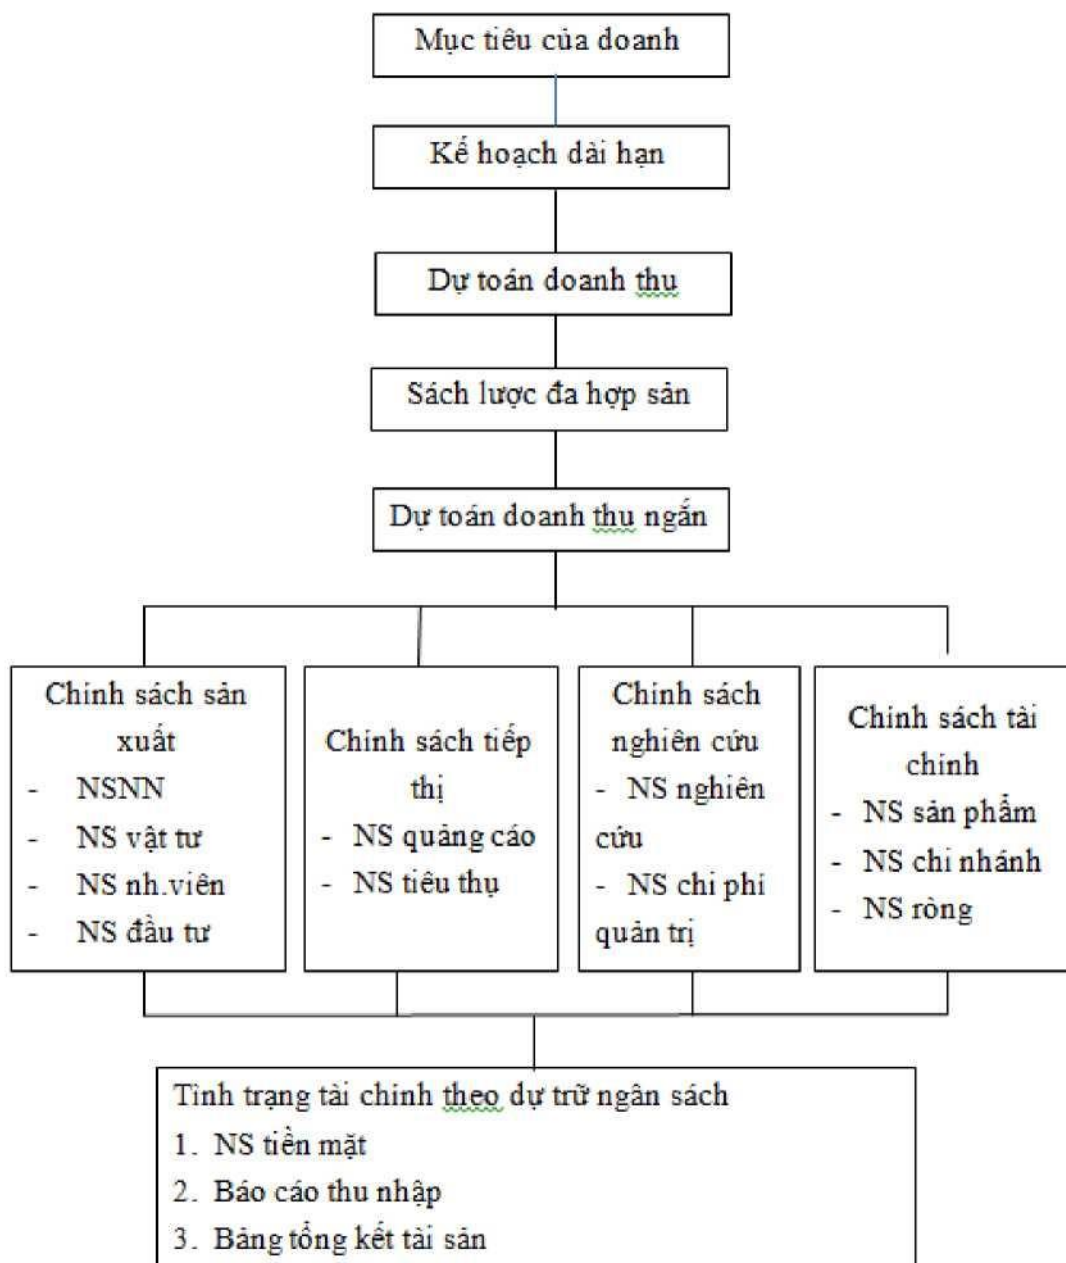 Mục tiêu của doanh
Kế hoạch dài hạn
Dự toán doanh thu
Sách lược đa hợp sản
Dự toán doanh thu ngắn
Chính sách sản
xuất
- NSNN
- NS vật tư
- NS nh.viên
- NS đầu tư
Chính sách tiếp
thị
- NS quảng cáo
- NS tiêu thụ
Chính sách
nghiên cứu
- NS nghiên
cứu
- NS chi phí
quản trị
Chính sách tài
chính
- NS sản phẩm
- NS chi nhánh
- NS ròng
Tình trạng tài chính theo dự trữ ngân sách
1. NS tiền mặt
2. Báo cáo thu nhập
3. Bảng tổng kết tài sản